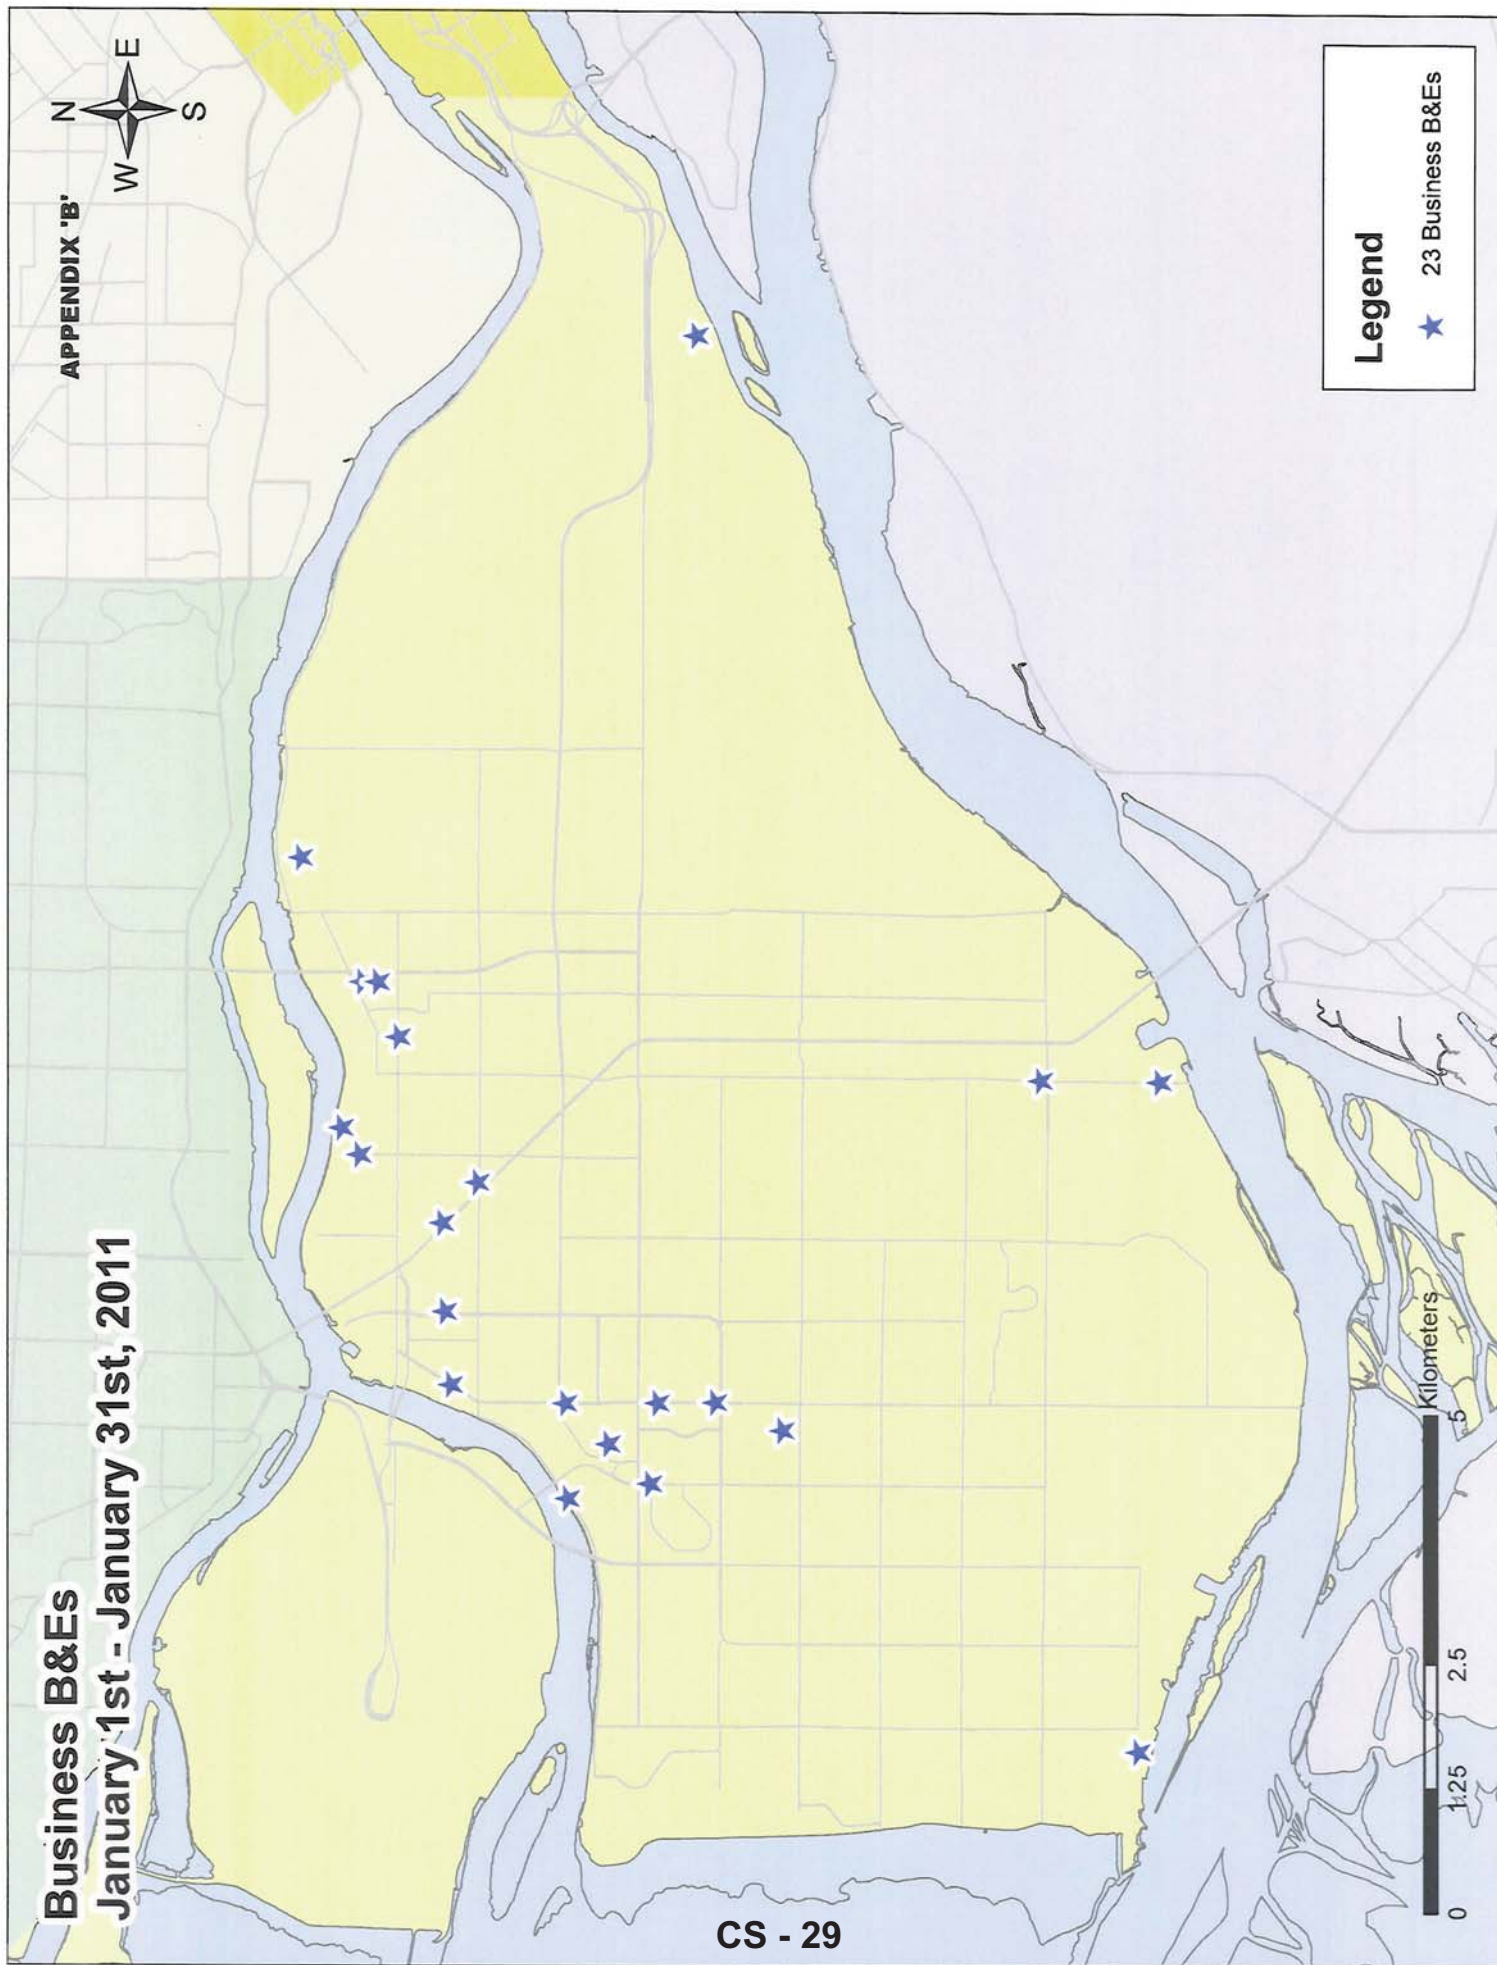 Business B&Es
January 1st - January 31st, 2011
APPENDIX 'B'
N
W
E
S
Legend
23 Business B&Es
Kilometers
0
1.25
2.5
5
CS - 29